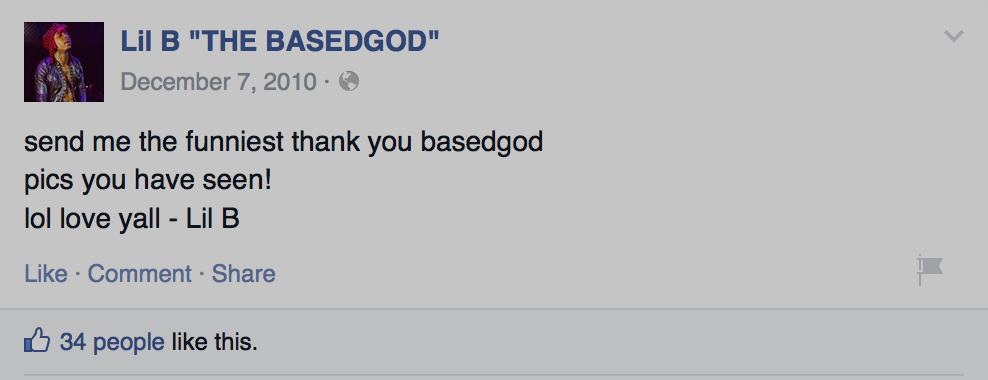 Lil B "THE BASEDGOD"
December 7, 2010 ·
send me the funniest thank you basedgod
pics you have seen!
lol love yall - Lil B
Like · Comment · Share
34 people like this.